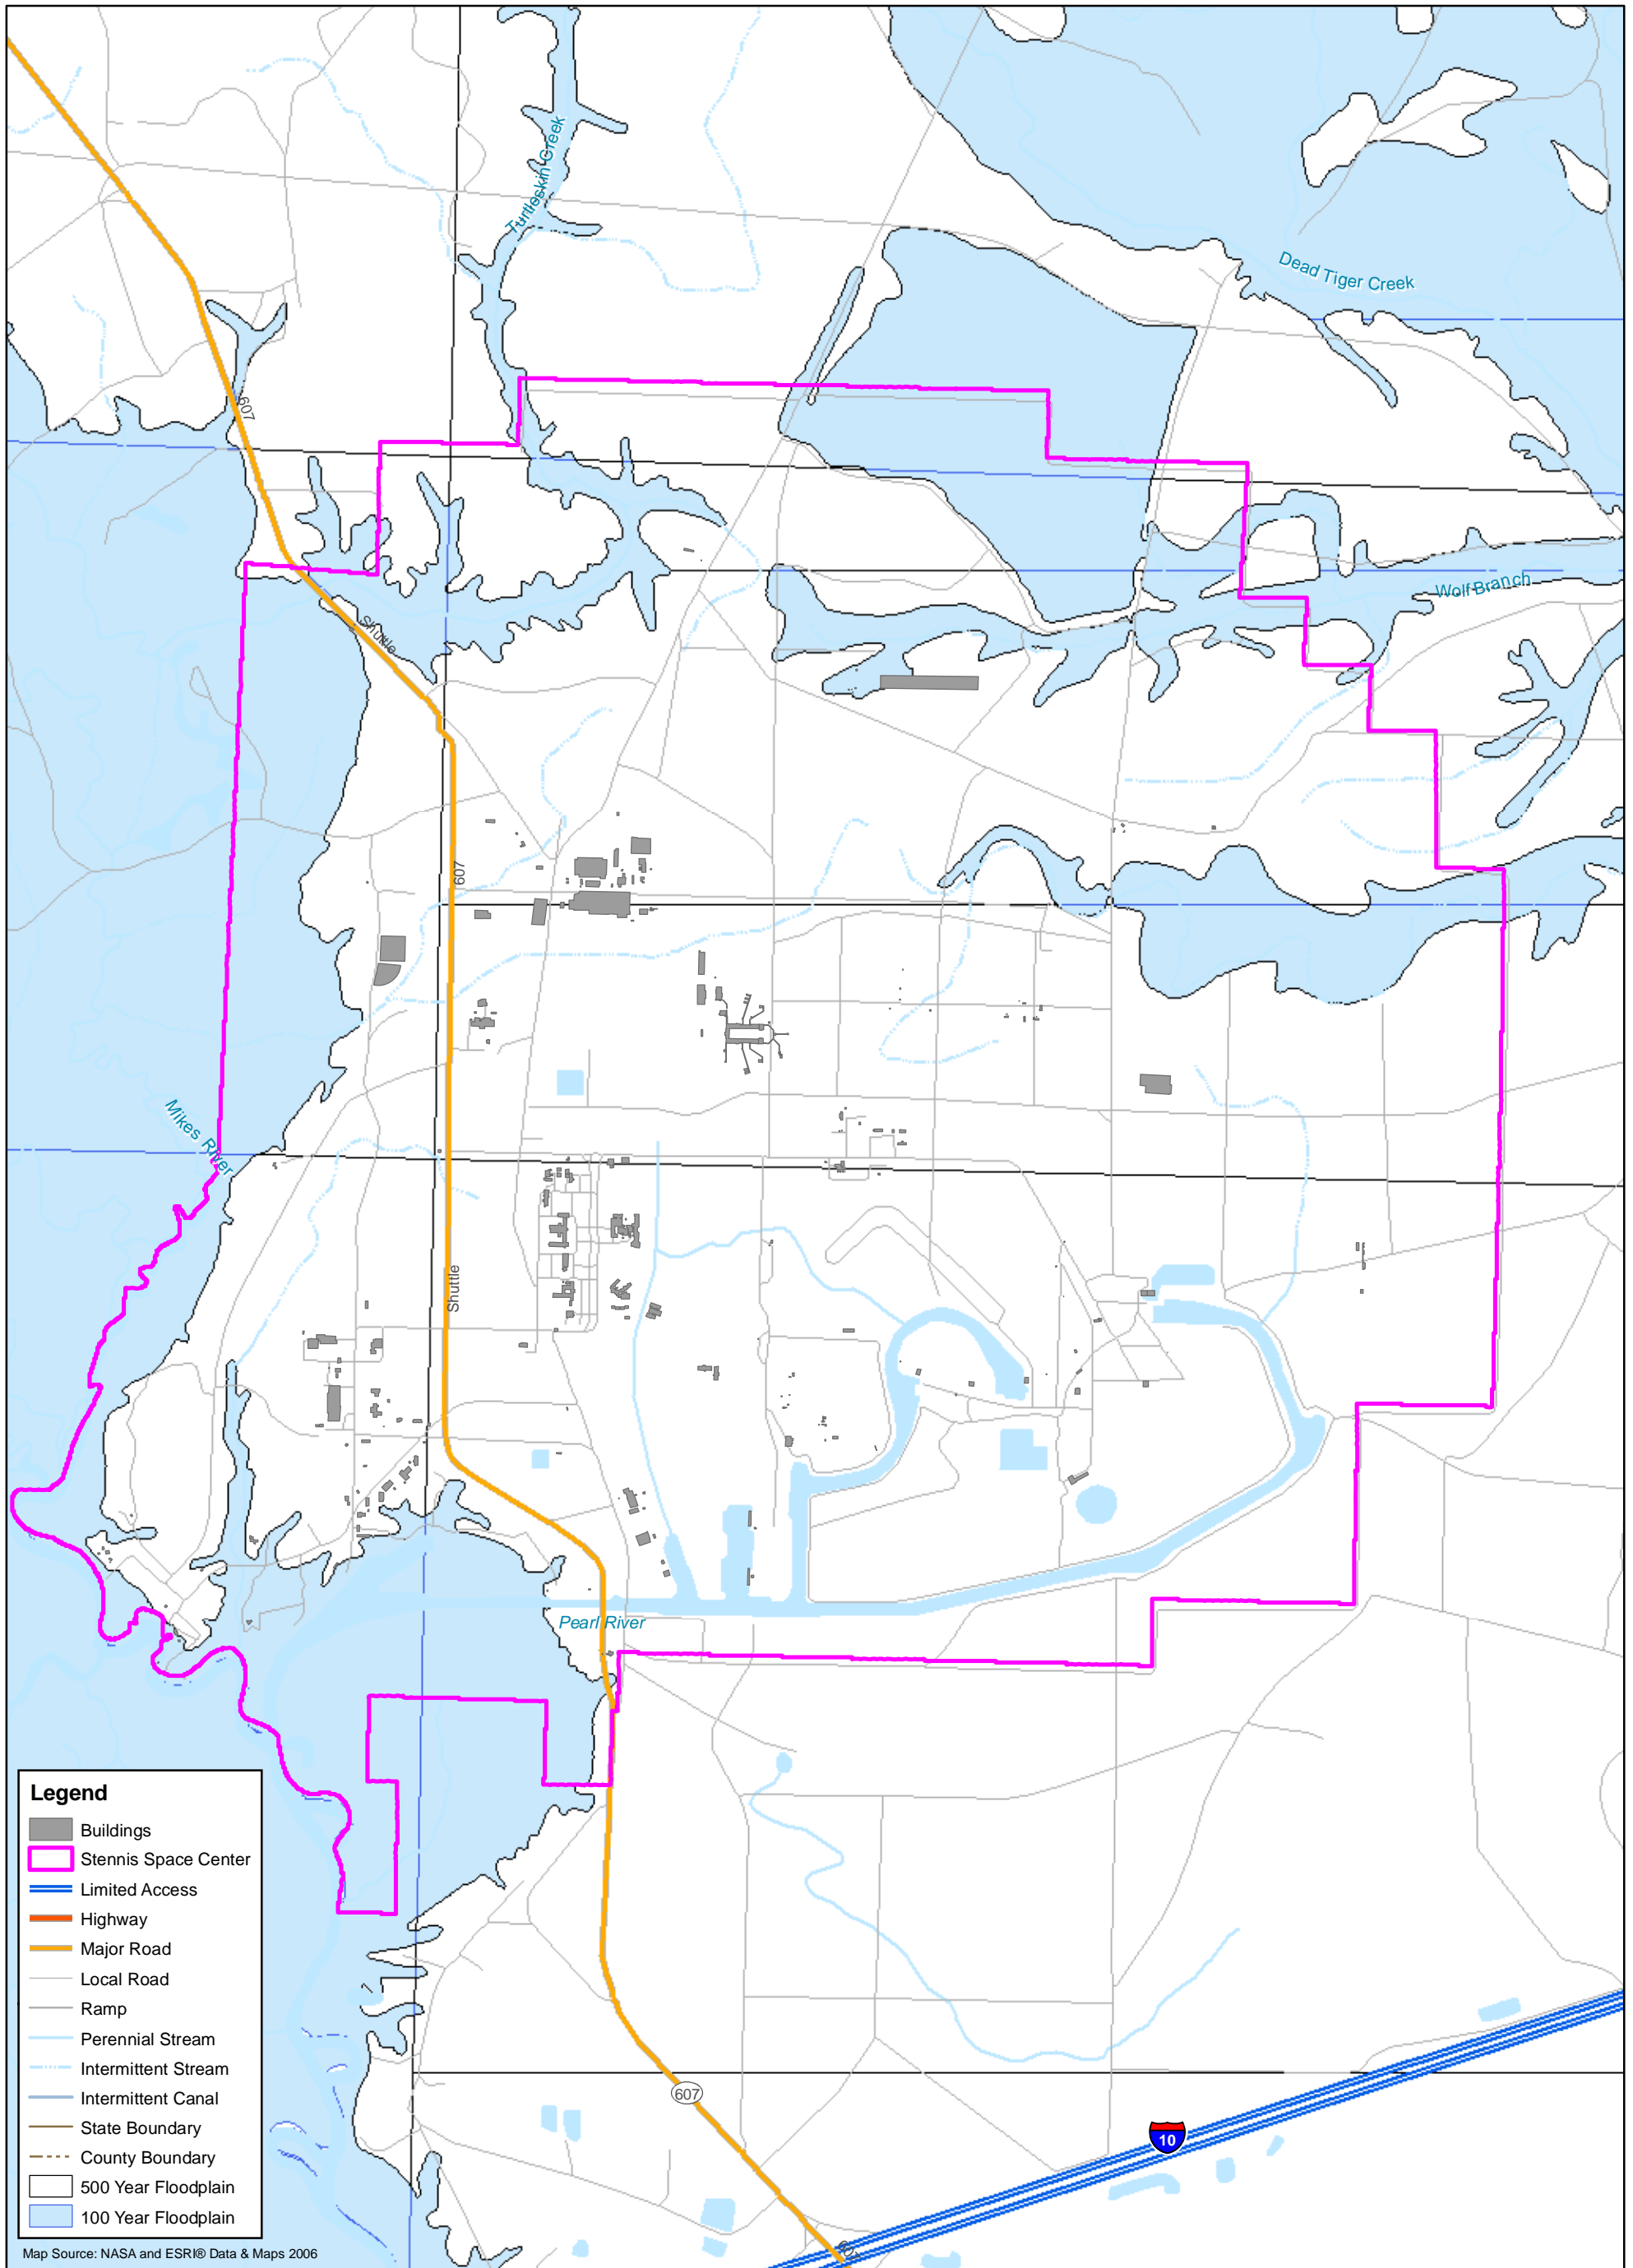 Turtleskin Creek
Dead Tiger Creek
607
Wolf Branch
Shuttle
607
Mikes River
Shuttle
Pearl River
Legend
Buildings
Stennis Space Center
Limited Access
Highway
Major Road
Local Road
Ramp
Perennial Stream
Intermittent Stream
Intermittent Canal
State Boundary
County Boundary
500 Year Floodplain
100 Year Floodplain
607
10
Map Source: NASA and ESRI® Data & Maps 2006